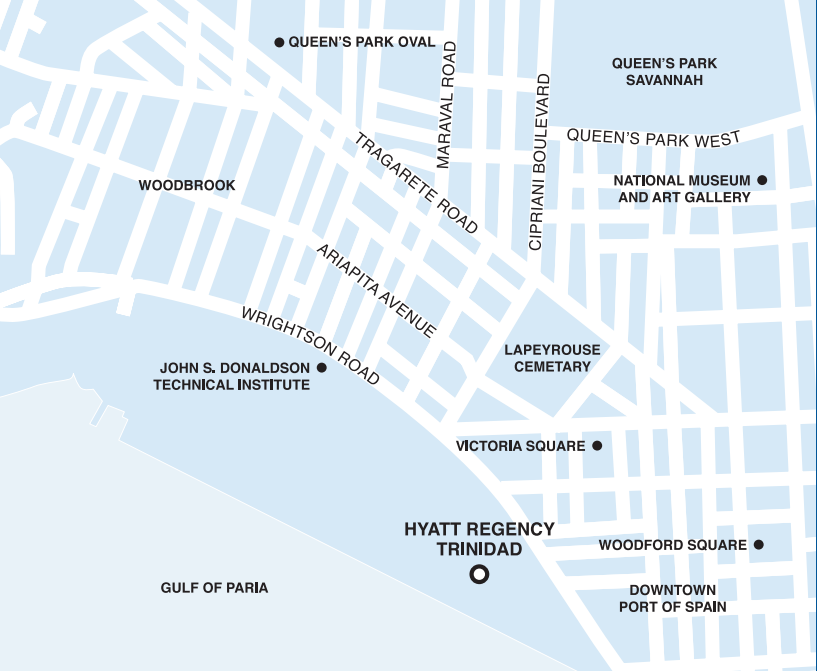 QUEEN'S PARK OVAL
MARAVAL ROAD
CIPRIANI BOULEVARD
QUEEN'S PARK
SAVANNAH
QUEEN'S PARK WEST
TRAGARETE ROAD
NATIONAL MUSEUM
AND ART GALLERY
WOODBROOK
ARIAPITA AVENUE
WRIGHTSON ROAD
LAPEYROUSE
CEMETARY
JOHN S. DONALDSON
TECHNICAL INSTITUTE
VICTORIA SQUARE
HYATT REGENCY
TRINIDAD
WOODFORD SQUARE
GULF OF PARIA
DOWNTOWN
PORT OF SPAIN